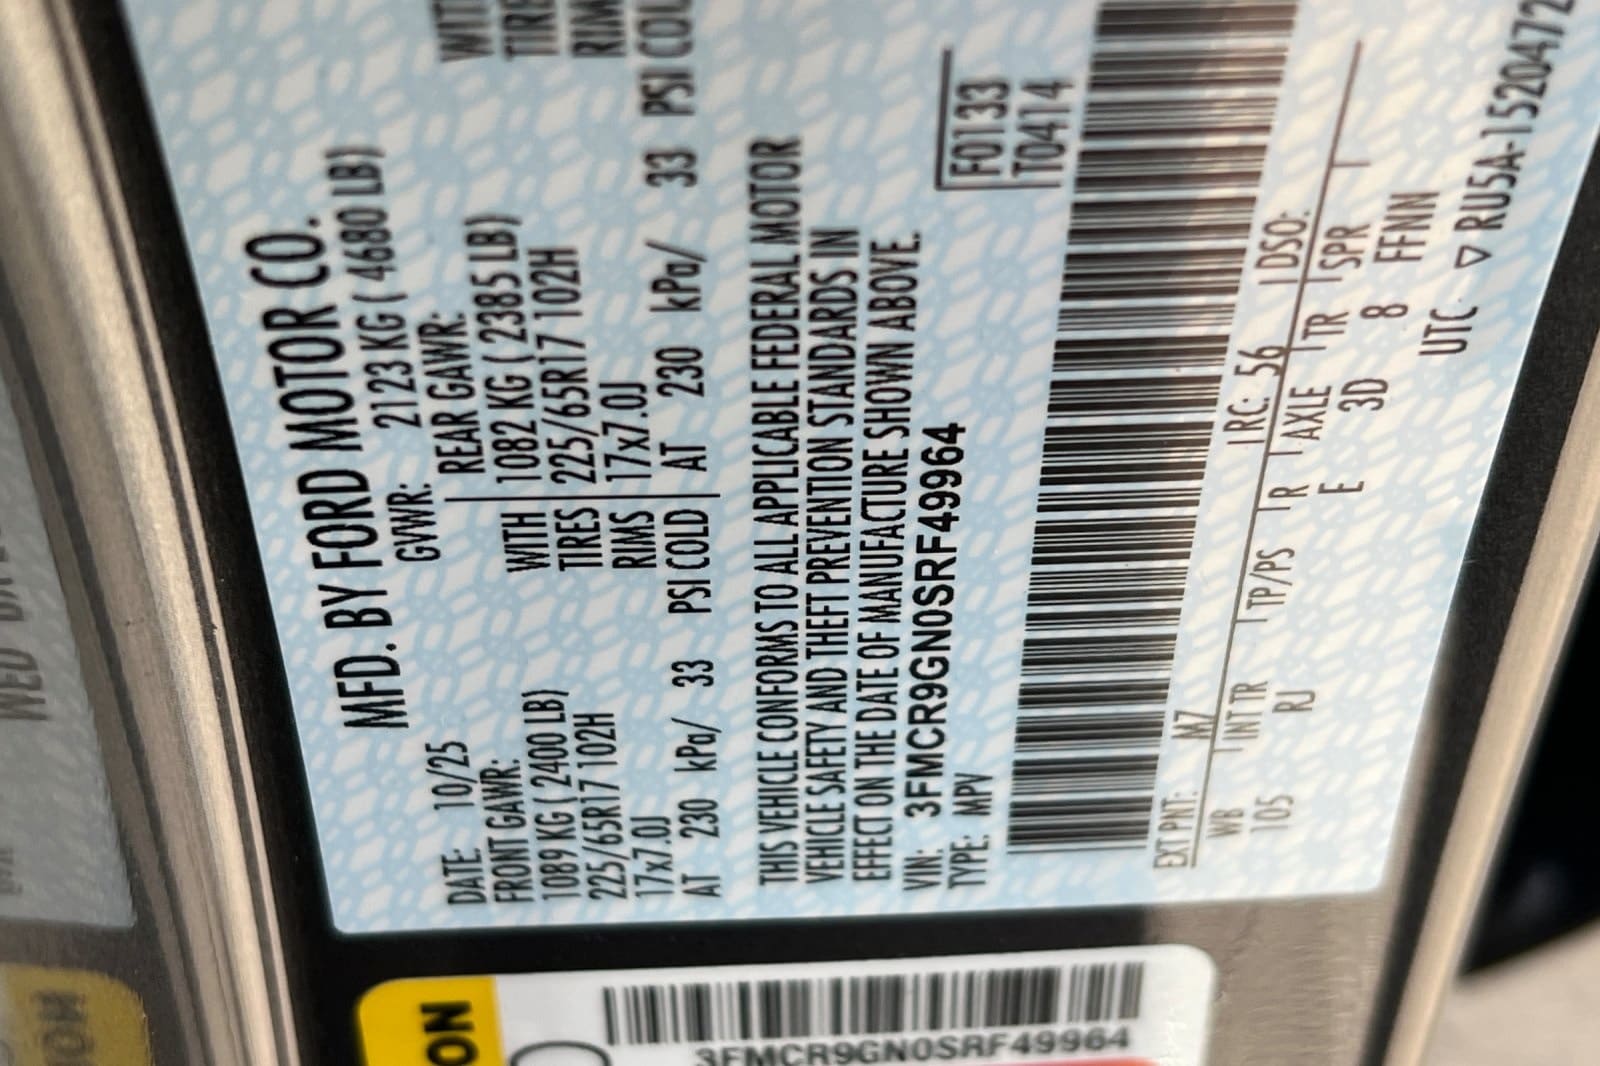 MFD. BY FORD MOTOR CO.
DATE: 10/25 GVWR: 2123 KG ( 4680 LB)
FRONT GAWR: REAR GAWR:
1089 KG ( 2400 LB) WITH 1082 KG ( 2385 LB)
225/65R17 102H TIRES 225/65R17 102H
17x7.0J RIMS 17x7.0J
AT 230 kPa/ 33 PSI COLD AT 230 kPa/ 33 PSI COL
THIS VEHICLE CONFORMS TO ALL APPLICABLE FEDERAL MOTOR
VEHICLE SAFETY AND THEFT PREVENTION STANDARDS IN
EFFECT ON THE DATE OF MANUFACTURE SHOWN ABOVE.
VIN: 3FMCR9GN0SRF49964
TYPE: MPV
F0133
T0414
EXT PNT: M7 RC: 56 DSO:
WB INT TR TP/PS R AXLE TR SPR
105 RJ E 3D 8 FFNN
UTC ▽ RU5A-1520472
3FMCR9GN0SRF49964